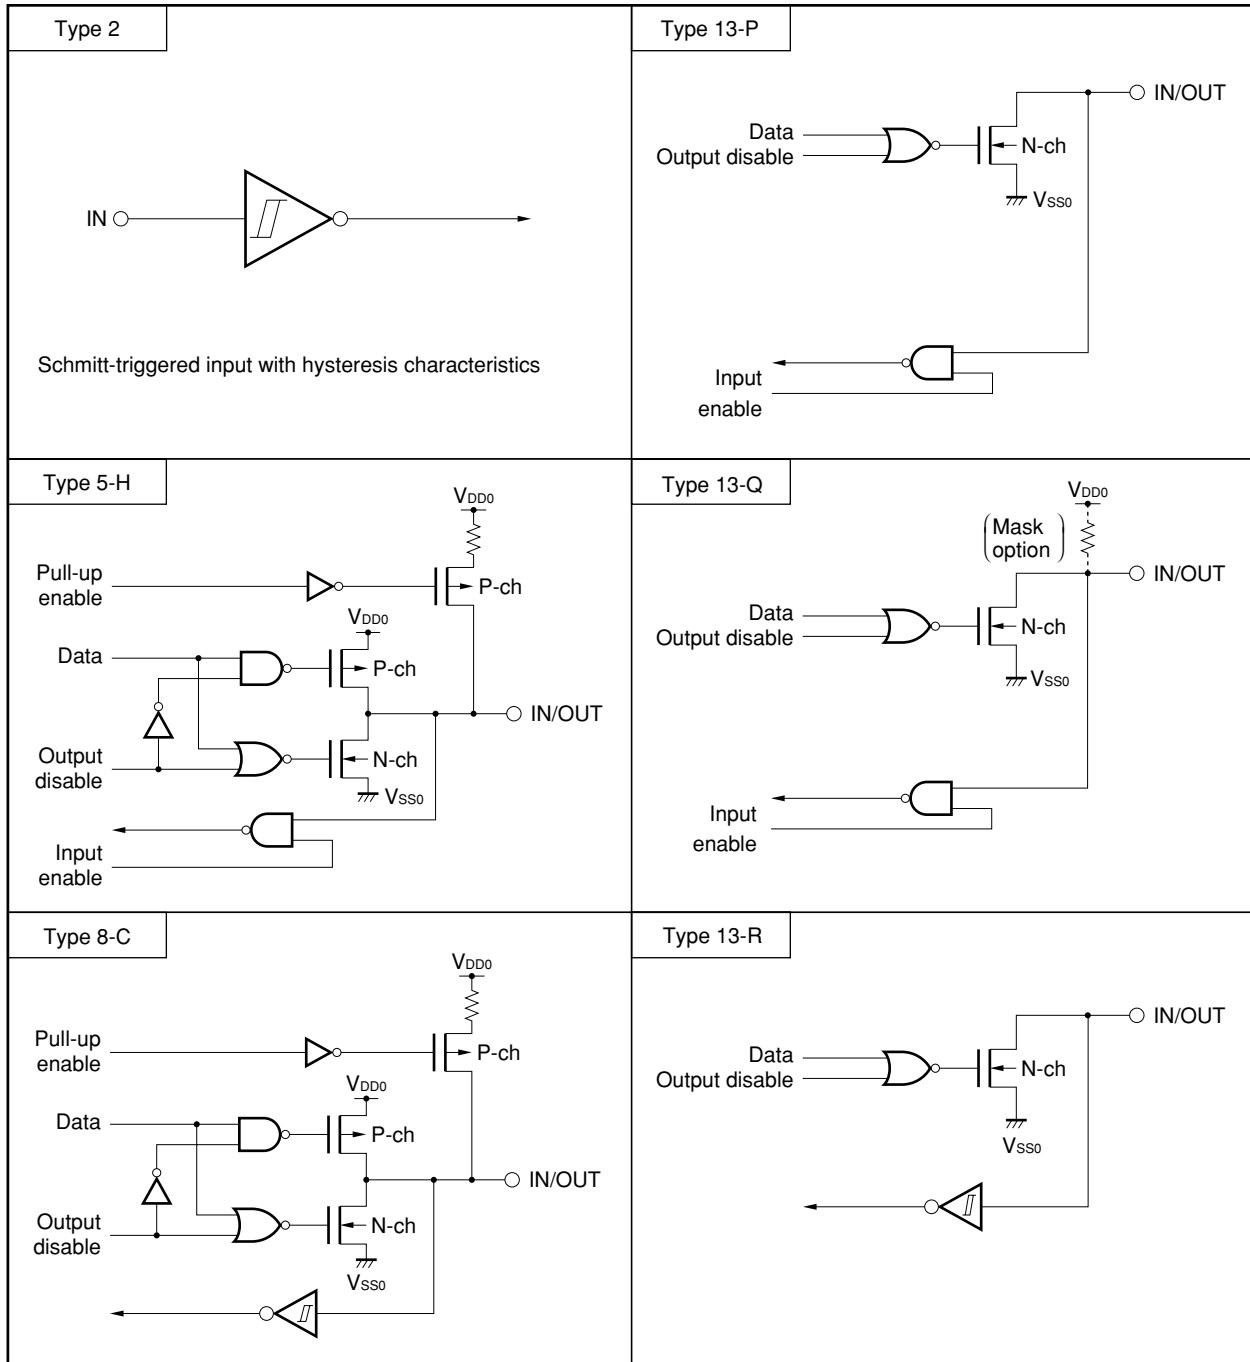 Type 2
IN
Schmitt-triggered input with hysteresis characteristics
Type 13-P
IN/OUT
Data
Output disable
N-ch
VSS0
Input
enable
Type 5-H
VDD0
Pull-up
enable
P-ch
VDD0
Data
P-ch
IN/OUT
Output
disable
N-ch
VSS0
Input
enable
Type 13-Q
VDD0
(Mask
option)
IN/OUT
Data
Output disable
N-ch
VSS0
Input
enable
Type 8-C
VDD0
Pull-up
enable
P-ch
VDD0
Data
P-ch
IN/OUT
Output
disable
N-ch
VSS0
Type 13-R
IN/OUT
Data
Output disable
N-ch
VSS0